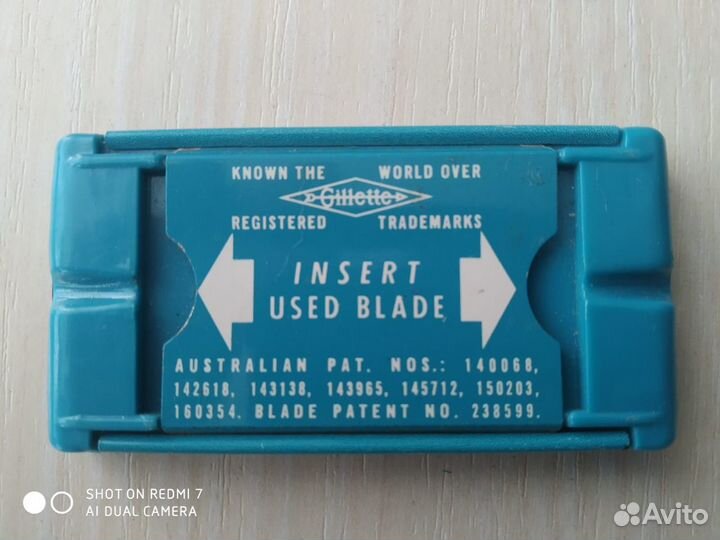 KNOWN THE WORLD OVER
Gillette
REGISTERED TRADEMARKS
INSERT
USED BLADE
AUSTRALIAN PAT. NOS.: 140068,
142618, 143138, 143965, 145712, 150203,
160354. BLADE PATENT NO. 238599.
SHOT ON REDMI 7
AI DUAL CAMERA
Avito